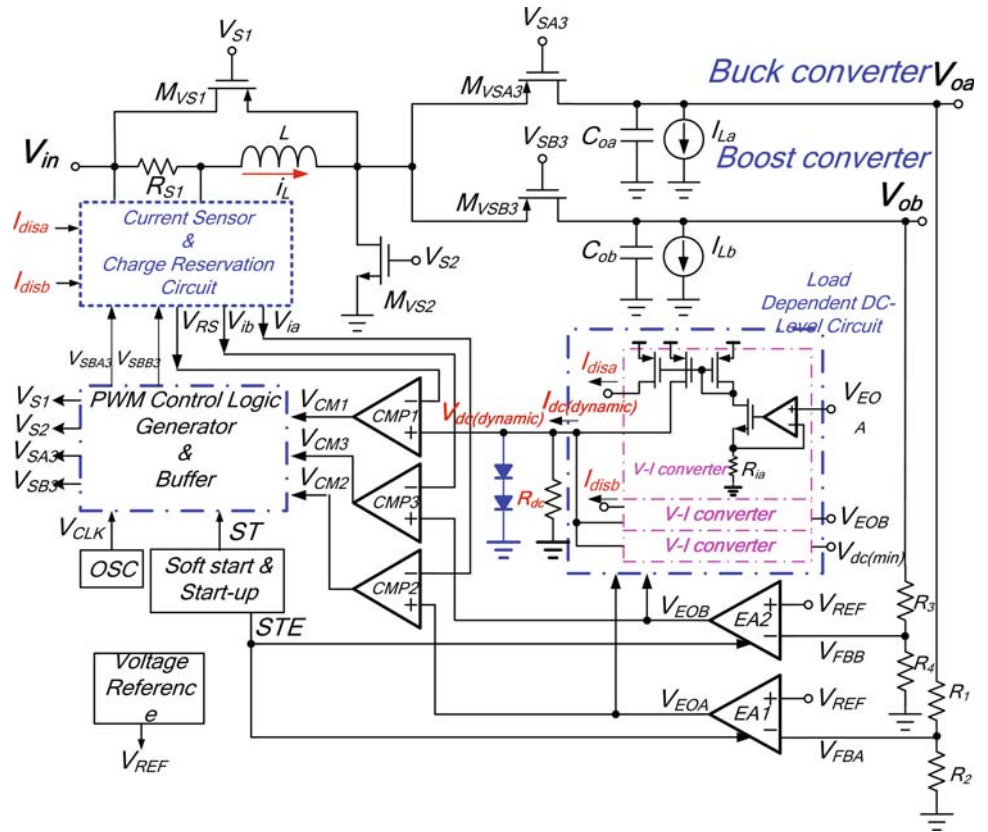 V_S1
V_SA3
M_VS1
M_VSA3
Buck converter V_oa
V_in
R_S1
L
i_L
V_SB3
C_oa
I_La
Boost converter
M_VSB3
V_ob
I_disa
I_disb
Current Sensor
&
Charge Reservation
Circuit
V_S2
M_VS2
C_ob
I_Lb
Load
Dependent DC-
Level Circuit
V_RS
V_ib
V_ia
V_SBA3
V_SBB3
V_S1
V_S2
V_SA3
V_SB3
PWM Control Logic
Generator
&
Buffer
V_CM1
V_CM3
V_CM2
CMP1
CMP3
CMP2
V_dc(dynamic)
I_dc(dynamic)
I_disa
I_disb
R_dc
V_EO
A
R_ia
V-I converter
V-I converter
V-I converter
V_EOB
V_dc(min)
V_CLK
ST
OSC
Soft start &
Start-up
STE
V_EOB
EA2
V_REF
V_FBB
R_3
R_4
Voltage
Referenc
e
V_REF
V_EOA
EA1
V_REF
V_FBA
R_1
R_2